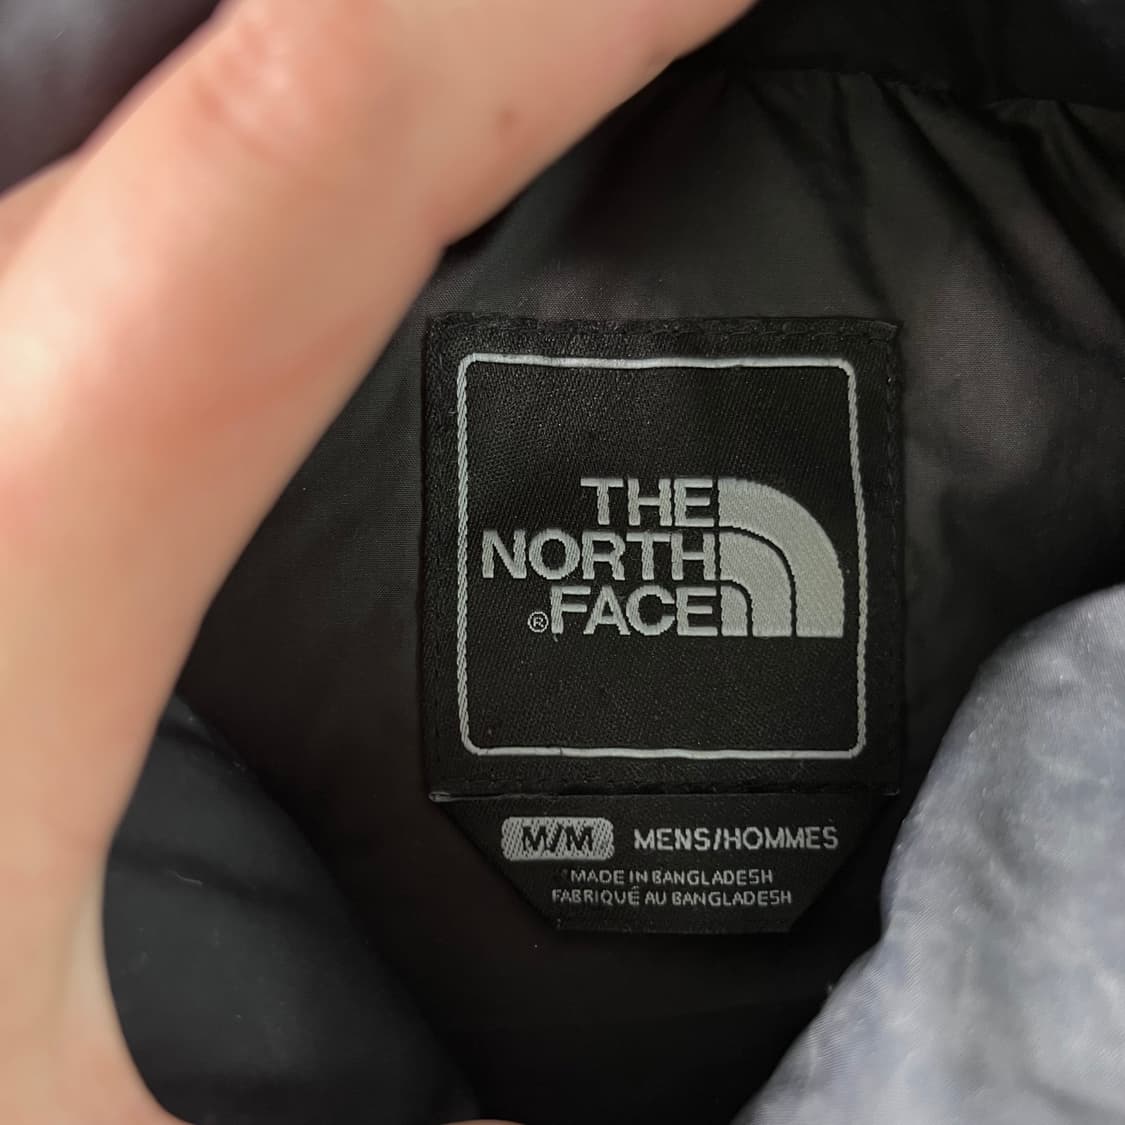 THE
NORTH
®FACE
M/M MENS/HOMMES
MADE IN BANGLADESH
FABRIQUÉ AU BANGLADESH